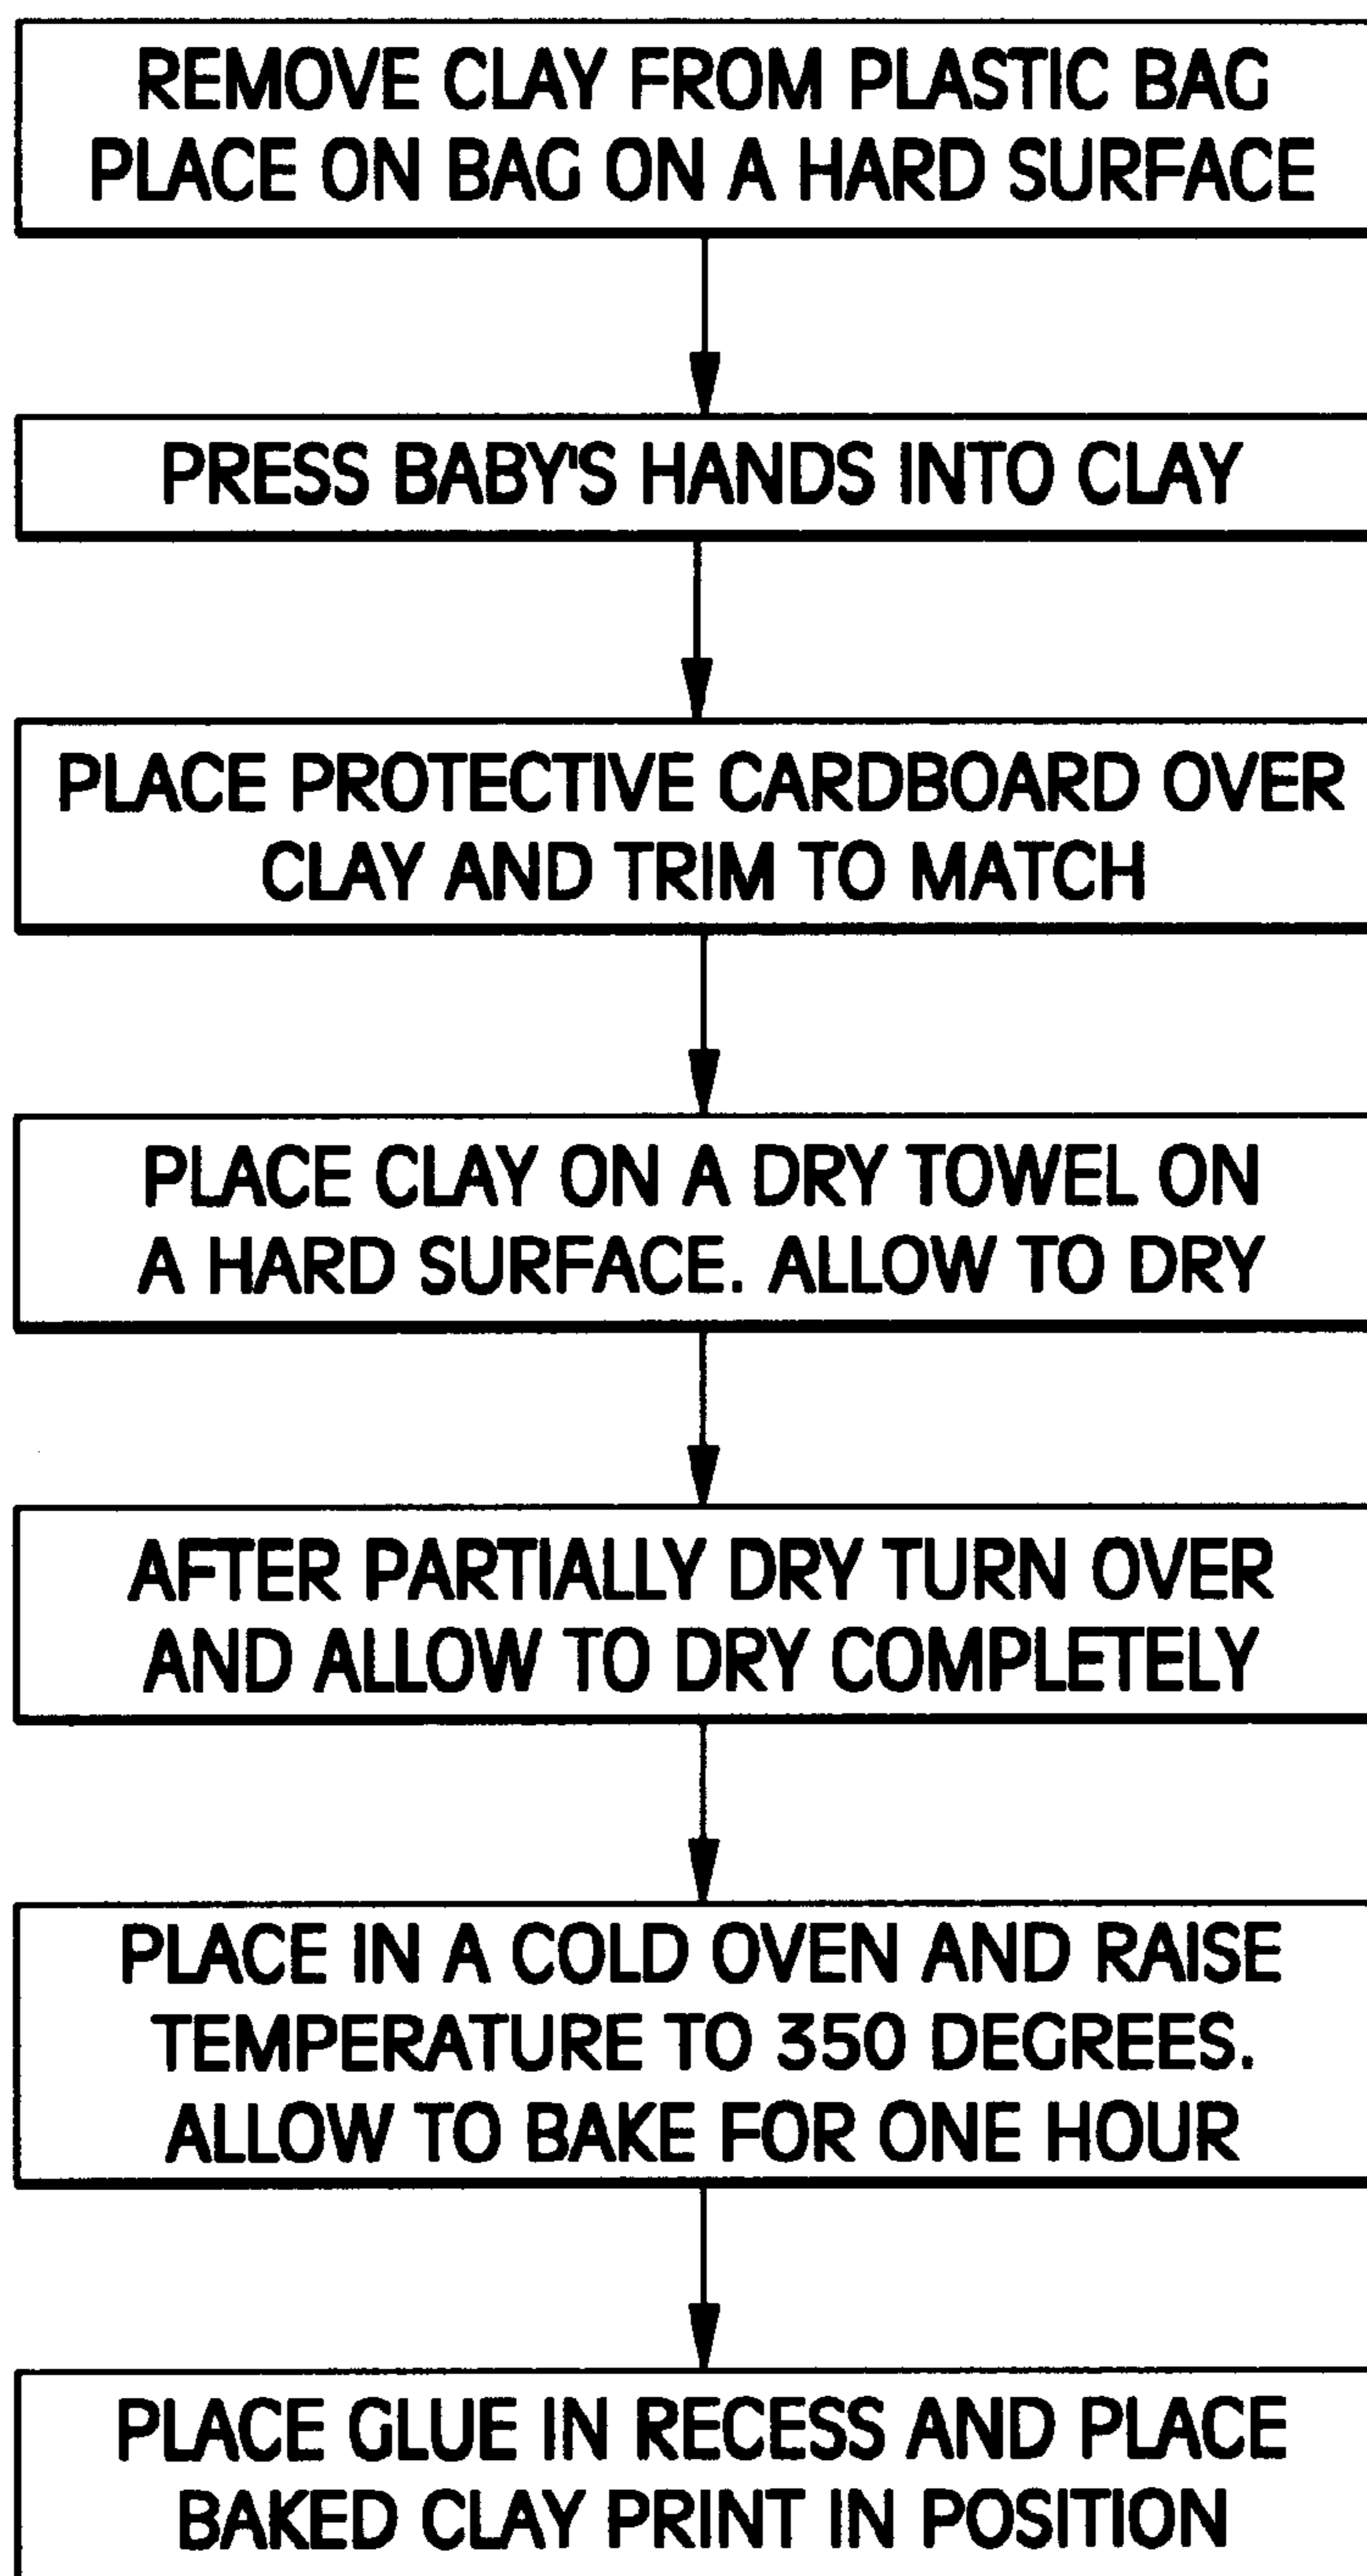 REMOVE CLAY FROM PLASTIC BAG
PLACE ON BAG ON A HARD SURFACE
PRESS BABY'S HANDS INTO CLAY
PLACE PROTECTIVE CARDBOARD OVER
CLAY AND TRIM TO MATCH
PLACE CLAY ON A DRY TOWEL ON
A HARD SURFACE. ALLOW TO DRY
AFTER PARTIALLY DRY TURN OVER
AND ALLOW TO DRY COMPLETELY
PLACE IN A COLD OVEN AND RAISE
TEMPERATURE TO 350 DEGREES.
ALLOW TO BAKE FOR ONE HOUR
PLACE GLUE IN RECESS AND PLACE
BAKED CLAY PRINT IN POSITION